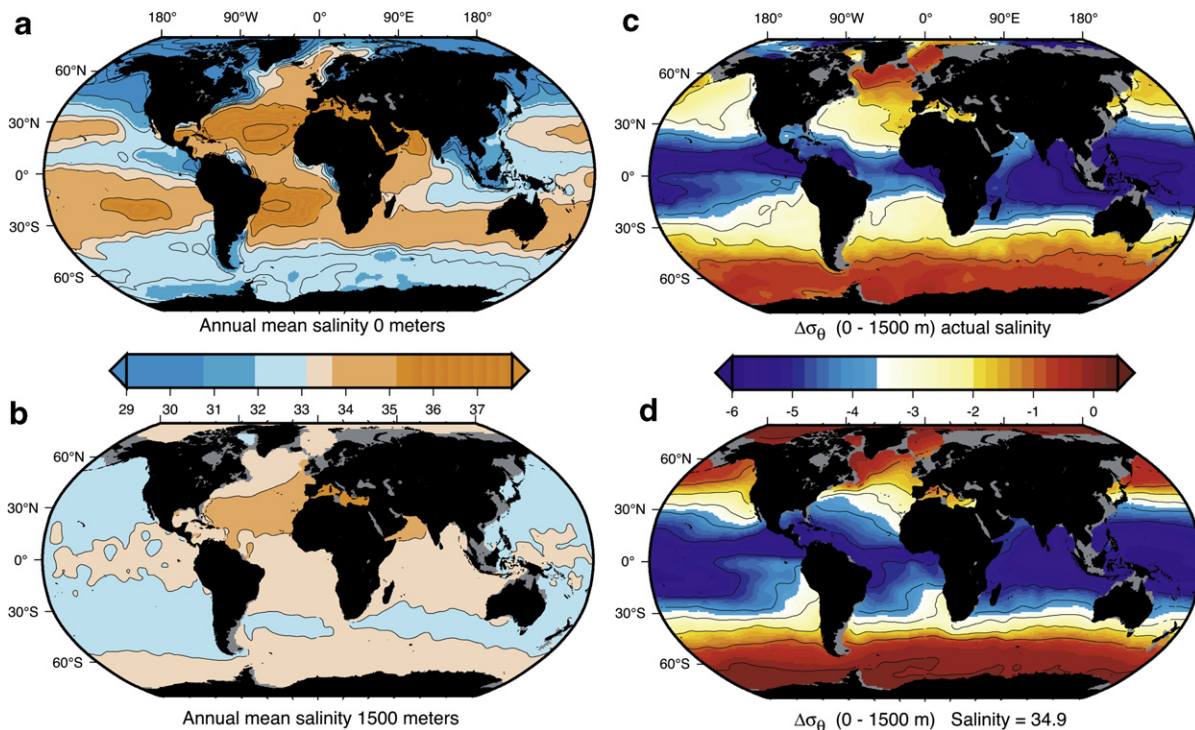 a
180°
90°W
0°
90°E
180°
60°N
30°N
0°
30°S
60°S
Annual mean salinity 0 meters
29 30 31 32 33 34 35 36 37
b
60°N
30°N
0°
30°S
60°S
Annual mean salinity 1500 meters
c
180°
90°W
0°
90°E
180°
60°N
30°N
0°
30°S
60°S
Δσθ (0 - 1500 m) actual salinity
-6 -5 -4 -3 -2 -1 0
d
60°N
30°N
0°
30°S
60°S
Δσθ (0 - 1500 m) Salinity = 34.9